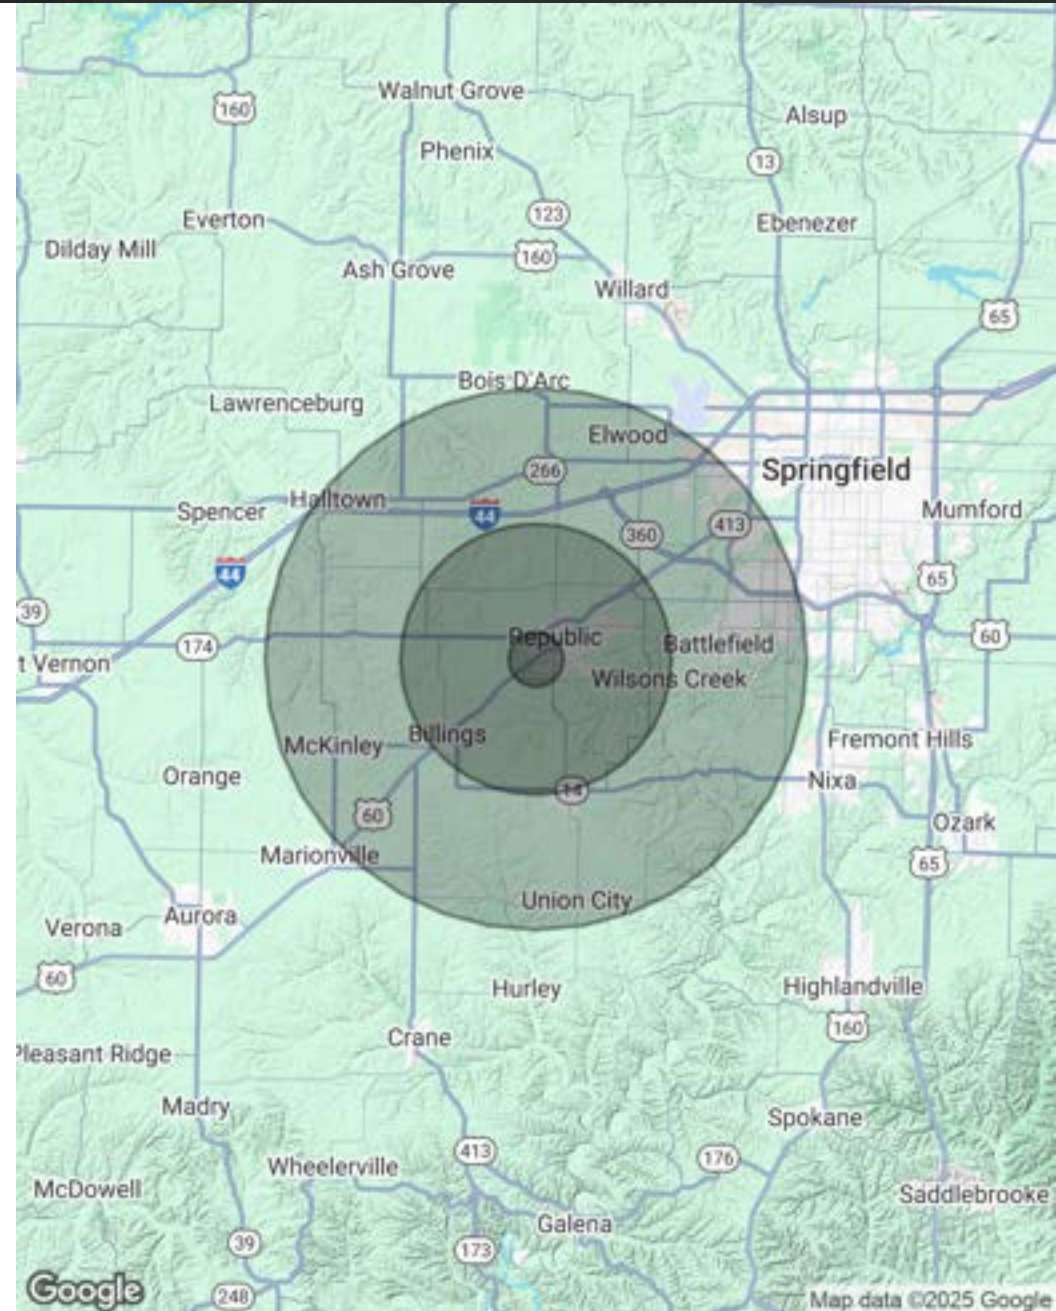 Walnut Grove
160
Alsup
Phenix
13
123
Everton
Ebenezer
Dilday Mill
160
Ash Grove
Willard
65
Bois D'Arc
Lawrenceburg
Elwood
266
Springfield
Halltown
Spencer
44
Mumford
360
413
44
65
39
Republic
60
174
Battlefield
t Vernon
Wilsons Creek
Billings
McKinley
Fremont Hills
Orange
Nixa
14
60
Ozark
Marionville
65
Union City
Aurora
Verona
60
Hurley
Highlandville
160
Crane
Pleasant Ridge
Madry
Spokane
413
176
Wheelerville
McDowell
Saddlebrooke
Galena
39
173
248
Google
Map data ©2025 Google